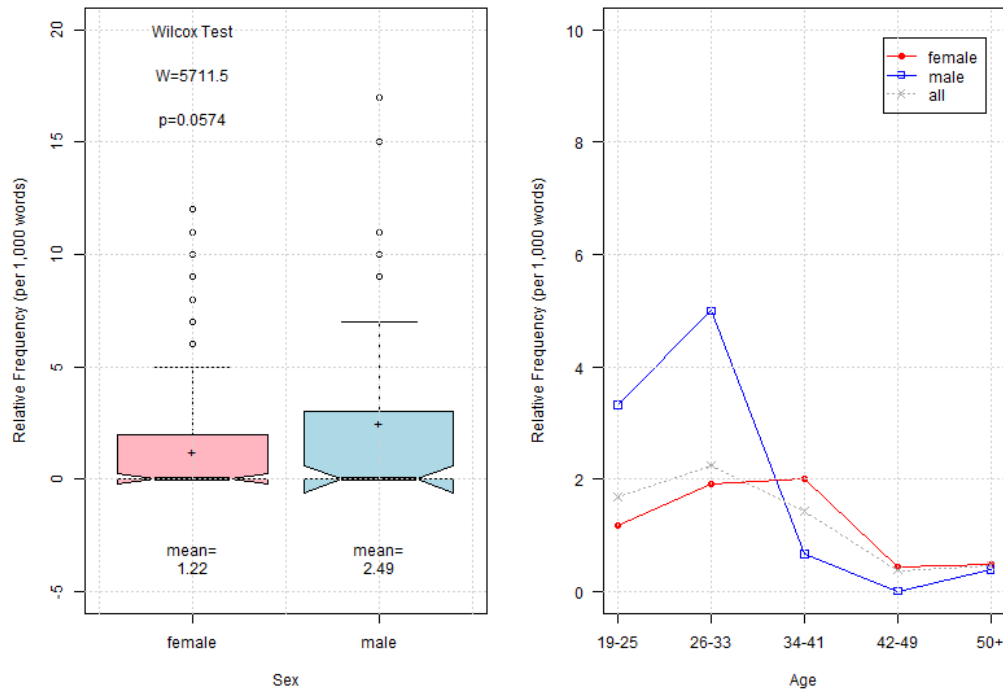 Relative Frequency (per 1,000 words)
20
15
10
5
0
-5
Wilcox Test
W=5711.5
p=0.0574
mean=
1.22
mean=
2.49
female
male
Sex
Relative Frequency (per 1,000 words)
10
8
6
4
2
0
female
male
all
19-25
26-33
34-41
42-49
50+
Age